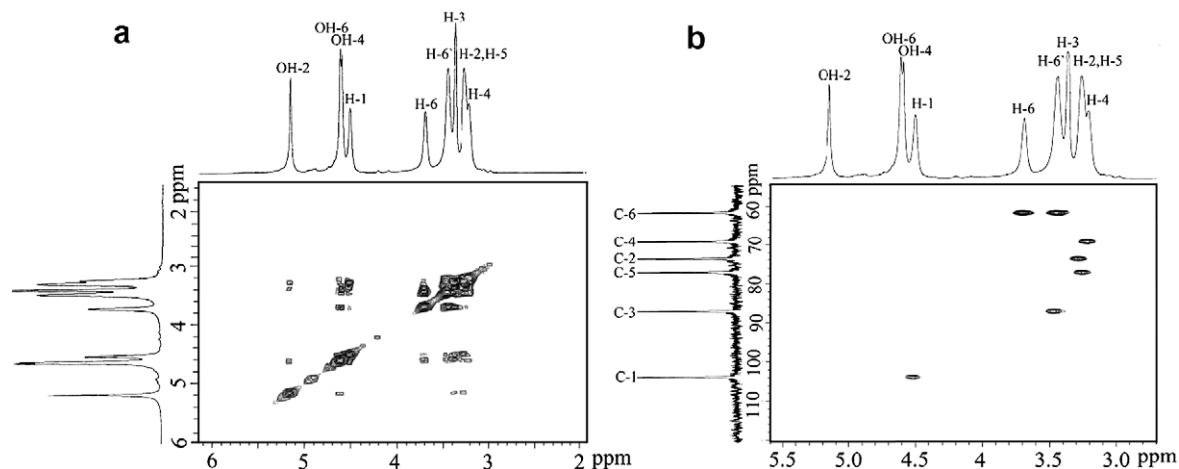 a
OH-2
OH-6
OH-4
H-1
H-6
H-6`
H-3
H-2,H-5
H-4
2 ppm
3
4
5
6
6 5 4 3 2 ppm
b
OH-2
OH-6
OH-4
H-1
H-6
H-6`
H-3
H-2,H-5
H-4
C-6
C-4
C-2
C-5
C-3
C-1
ppm
60
70
80
90
100
110
5.5 5.0 4.5 4.0 3.5 3.0 ppm